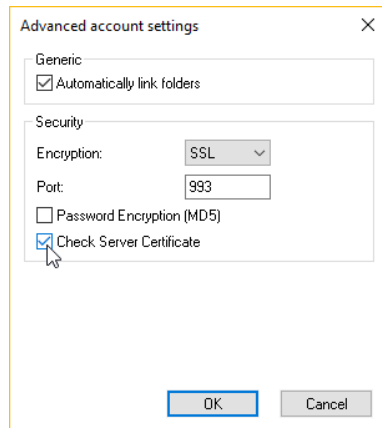 Advanced account settings
Generic
Automatically link folders
Security
Encryption: SSL
Port: 993
Password Encryption (MD5)
Check Server Certificate
OK Cancel